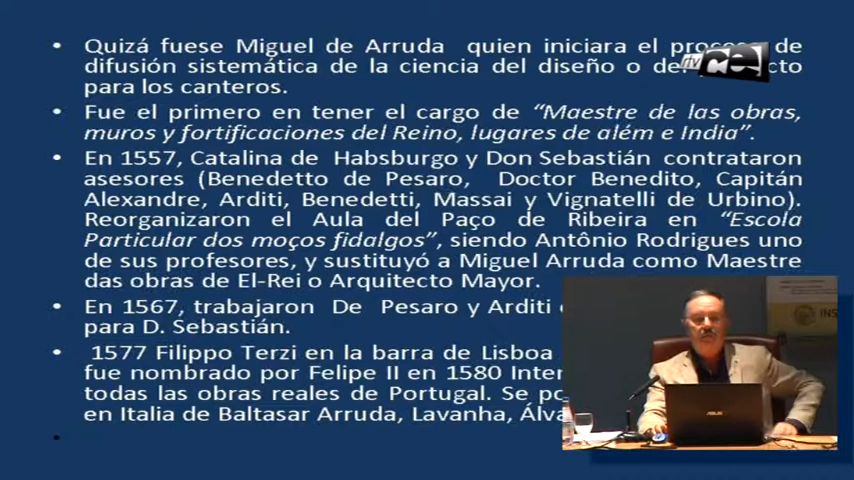 • Quizá fuese Miguel de Arruda quien iniciara el proceso de
difusión sistemática de la ciencia del diseño o del
para los canteros.
• Fue el primero en tener el cargo de “Maestre de las obras,
muros y fortificaciones del Reino, lugares de além e India”.
• En 1557, Catalina de Habsburgo y Don Sebastián contrataron
asesores (Benedetto de Pesaro, Doctor Benedito, Capitán
Alexandre, Arditi, Benedetti, Massai y Vignatelli de Urbino).
Reorganizaron el Aula del Paço de Ribeira en “Escola
Particular dos moços fidalgos”, siendo Antônio Rodrigues uno
de sus profesores, y sustituyó a Miguel Arruda como Maestre
das obras de El-Rei o Arquitecto Mayor.
• En 1567, trabajaron De Pesaro y Arditi
para D. Sebastián.
• 1577 Filippo Terzi en la barra de Lisboa
fue nombrado por Felipe II en 1580
todas las obras reales de Portugal. Se
en Italia de Baltasar Arruda, Lavanha,
tv cel
ASUS
INS